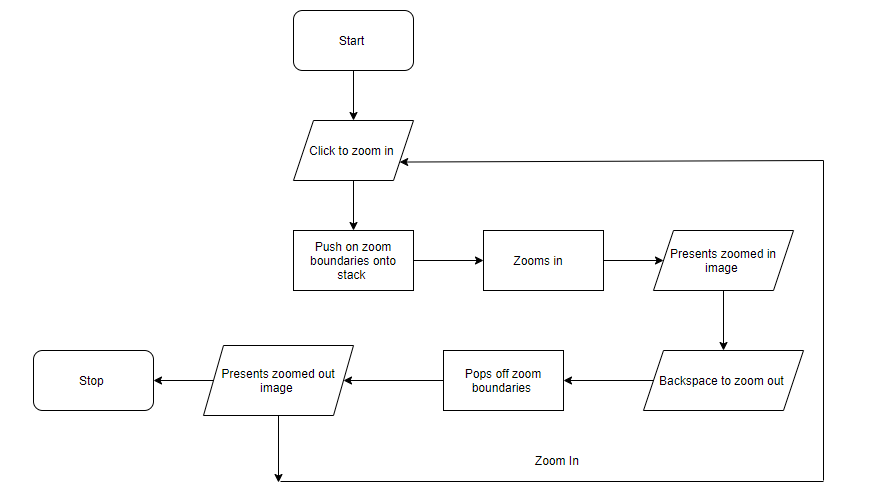 Start
Click to zoom in
Push on zoom
boundaries onto
stack
Zooms in
Presents zoomed in
image
Stop
Presents zoomed out
image
Pops off zoom
boundaries
Backspace to zoom out
Zoom In